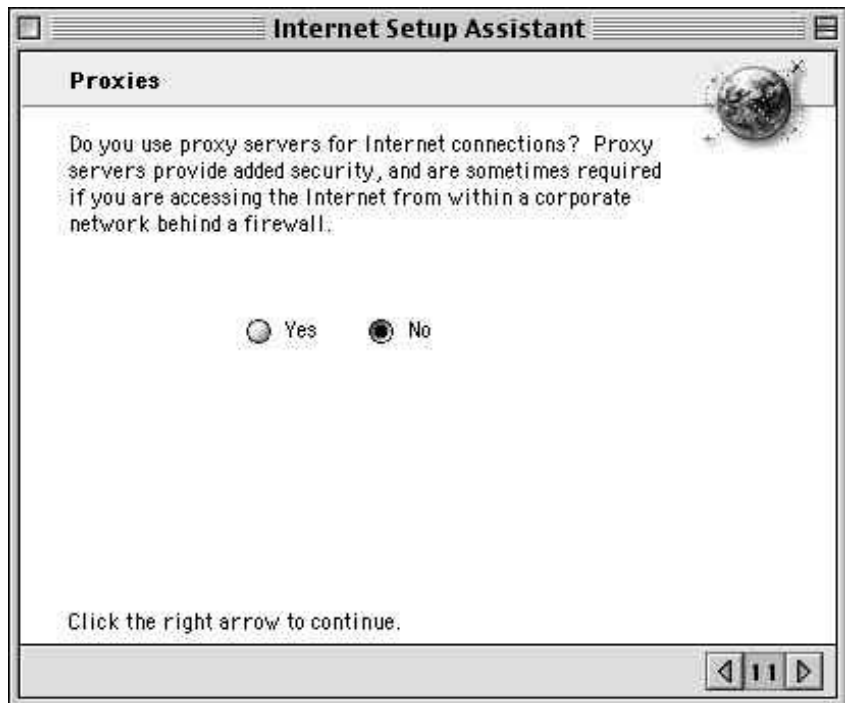 Internet Setup Assistant
Proxies
Do you use proxy servers for Internet connections? Proxy
servers provide added security, and are sometimes required
if you are accessing the Internet from within a corporate
network behind a firewall.
Yes No
Click the right arrow to continue.
11